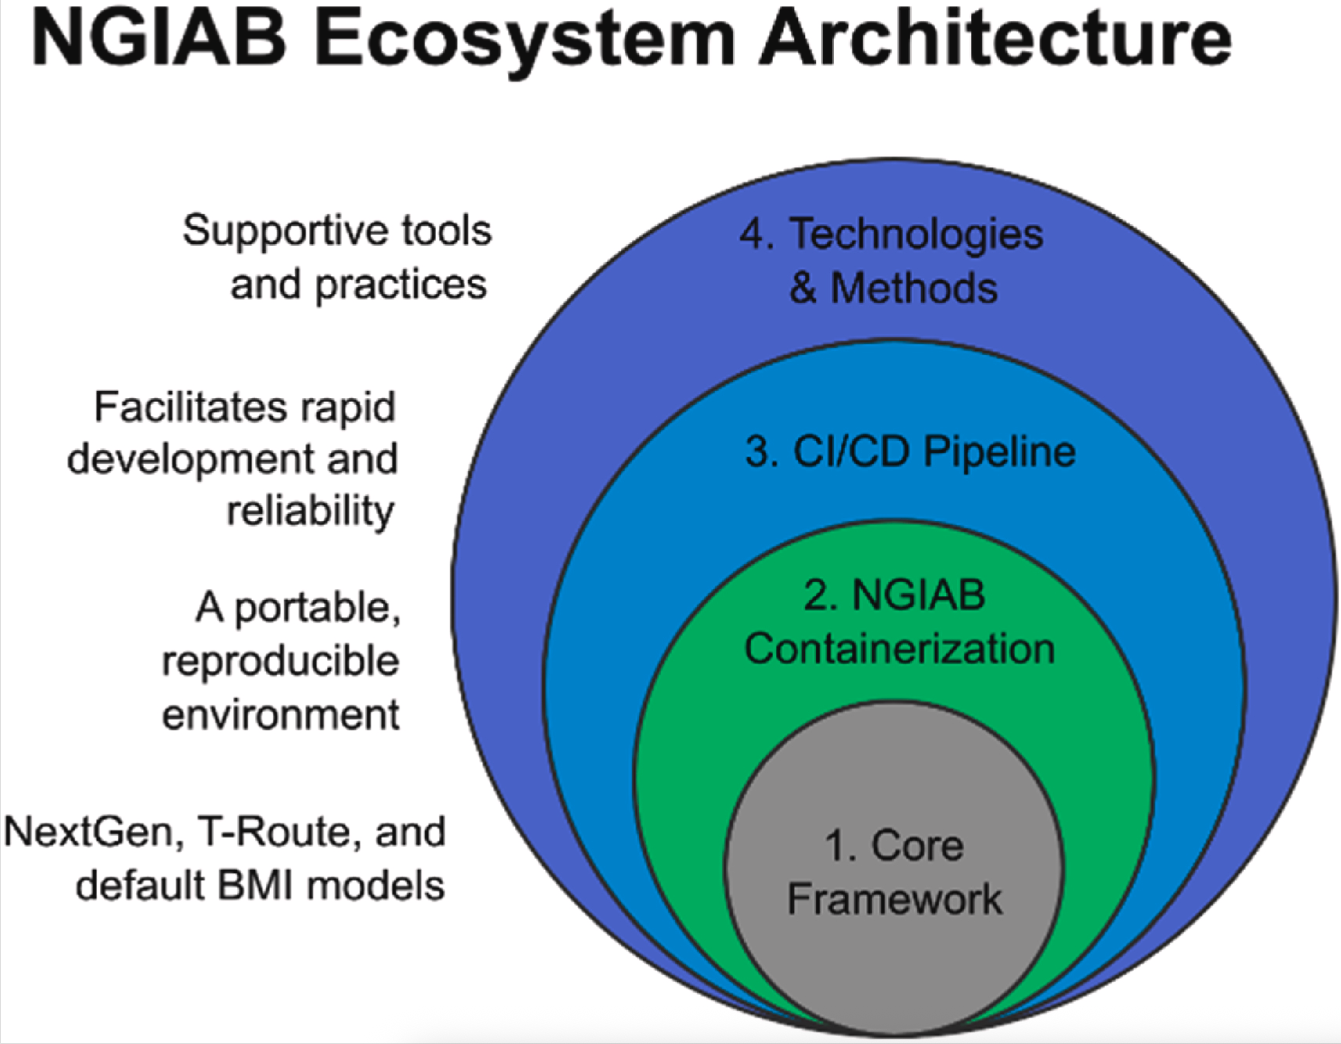 NGIAB Ecosystem Architecture
Supportive tools
and practices
4. Technologies
& Methods
Facilitates rapid
development and
reliability
3. CI/CD Pipeline
A portable,
reproducible
environment
2. NGIAB
Containerization
NextGen, T-Route, and
default BMI models
1. Core
Framework